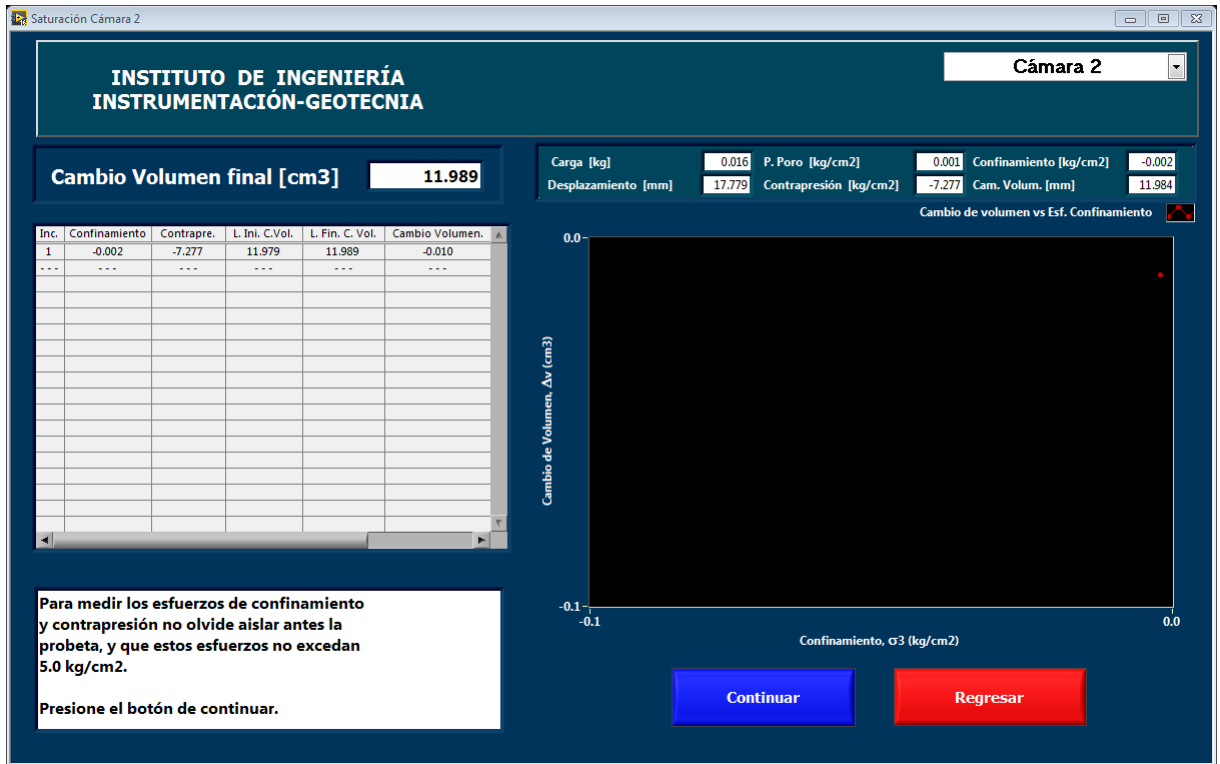 Saturación Cámara 2
INSTITUTO DE INGENIERÍA
INSTRUMENTACIÓN-GEOTECNIA
Cámara 2
Cambio Volumen final [cm3] 11.989
Carga [kg] 0.016 P. Poro [kg/cm2] 0.001 Confinamiento [kg/cm2] -0.002
Desplazamiento [mm] 17.779 Contrapresión [kg/cm2] -7.277 Cam. Volum. [mm] 11.984
Inc. Confinamiento Contrapre. L. Ini. C.Vol. L. Fin. C. Vol. Cambio Volumen.
1 -0.002 -7.277 11.979 11.989 -0.010
- - - - - - - - - - - - - - - - - -
Cambio de volumen vs Esf. Confinamiento
0.0
Cambio de Volumen, Δv (cm3)
-0.1
-0.1 0.0
Confinamiento, σ3 (kg/cm2)
Para medir los esfuerzos de confinamiento
y contrapresión no olvide aislar antes la
probeta, y que estos esfuerzos no excedan
5.0 kg/cm2.
Presione el botón de continuar.
Continuar Regresar